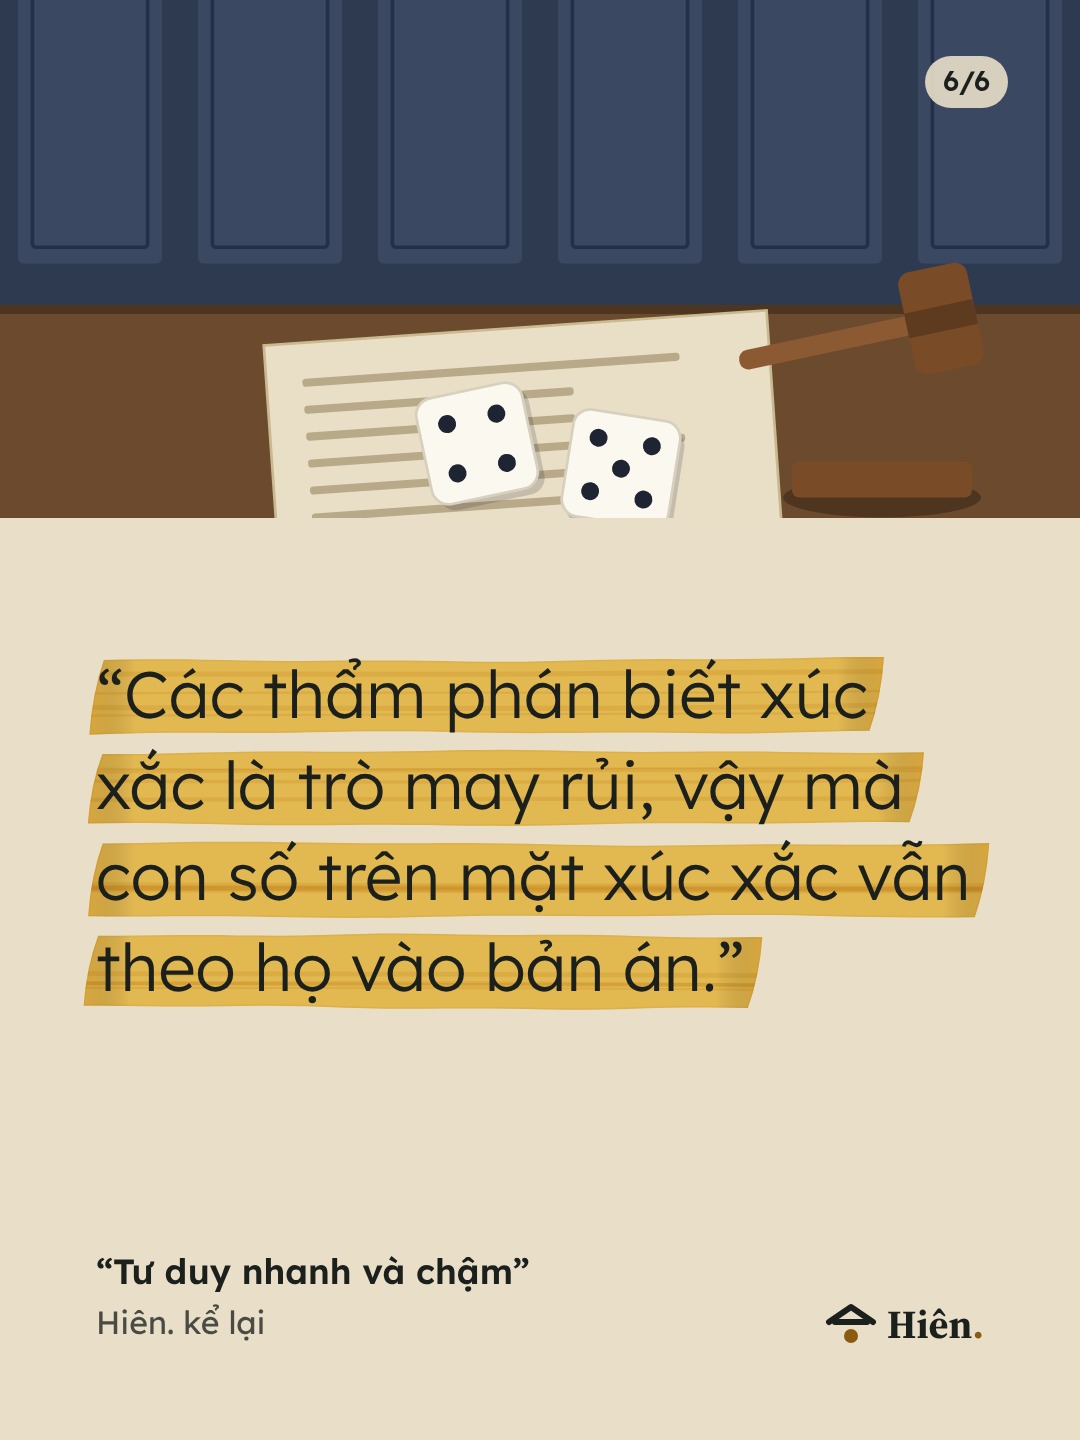 6/6
“Các thẩm phán biết xúc
xắc là trò may rủi, vậy mà
con số trên mặt xúc xắc vẫn
theo họ vào bản án.”
“Tư duy nhanh và chậm”
Hiên. kể lại
Hiên.